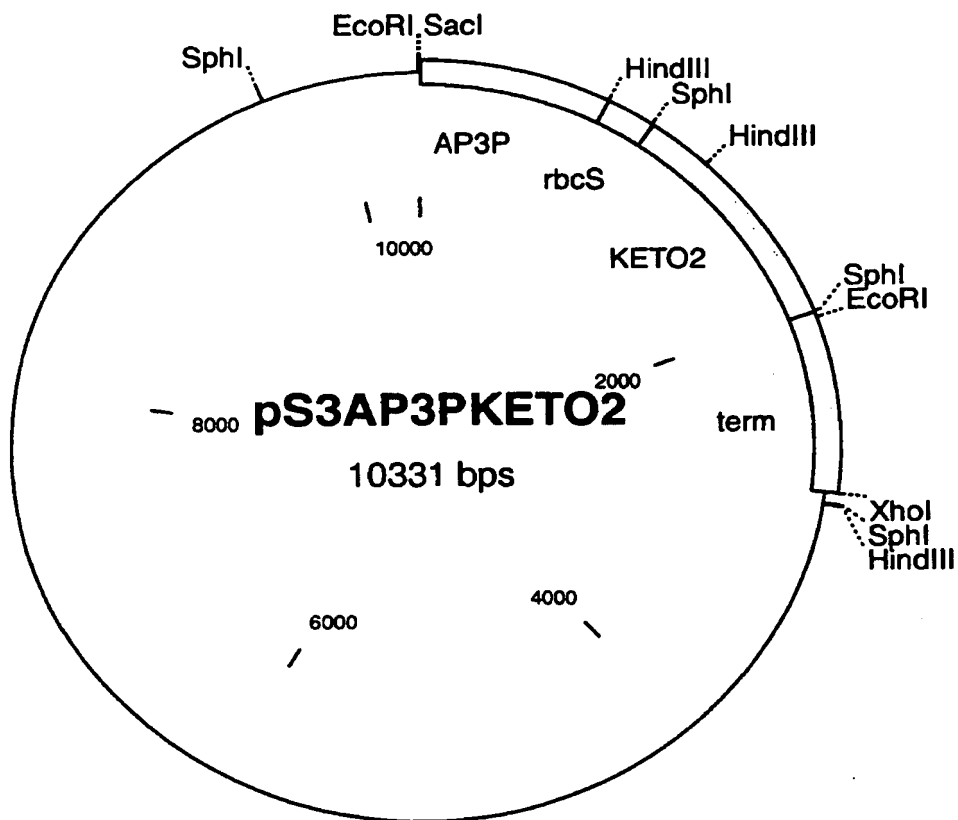 EcoRI SacI
SphI
HindIII
SphI
HindIII
AP3P
rbcS
10000
KETO2
SphI
EcoRI
2000
8000
pS3AP3PKETO2
term
10331 bps
XhoI
SphI
HindIII
4000
6000